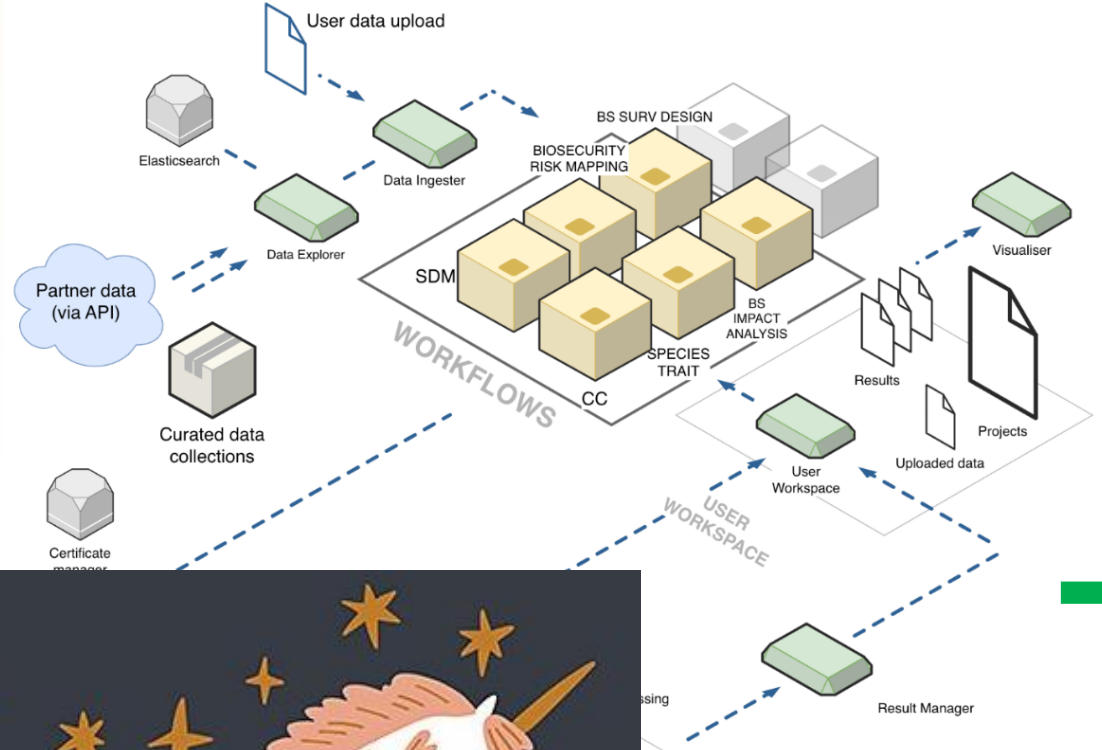 User data upload
Elasticsearch
Data Ingester
Data Explorer
Partner data
(via API)
Curated data
collections
Certificate
manager
BS SURV DESIGN
BIOSECURITY
RISK MAPPING
SDM
BS
IMPACT
ANALYSIS
SPECIES
TRAIT
CC
WORKFLOWS
Visualiser
Results
Projects
Uploaded data
User
Workspace
USER
WORKSPACE
Result Manager